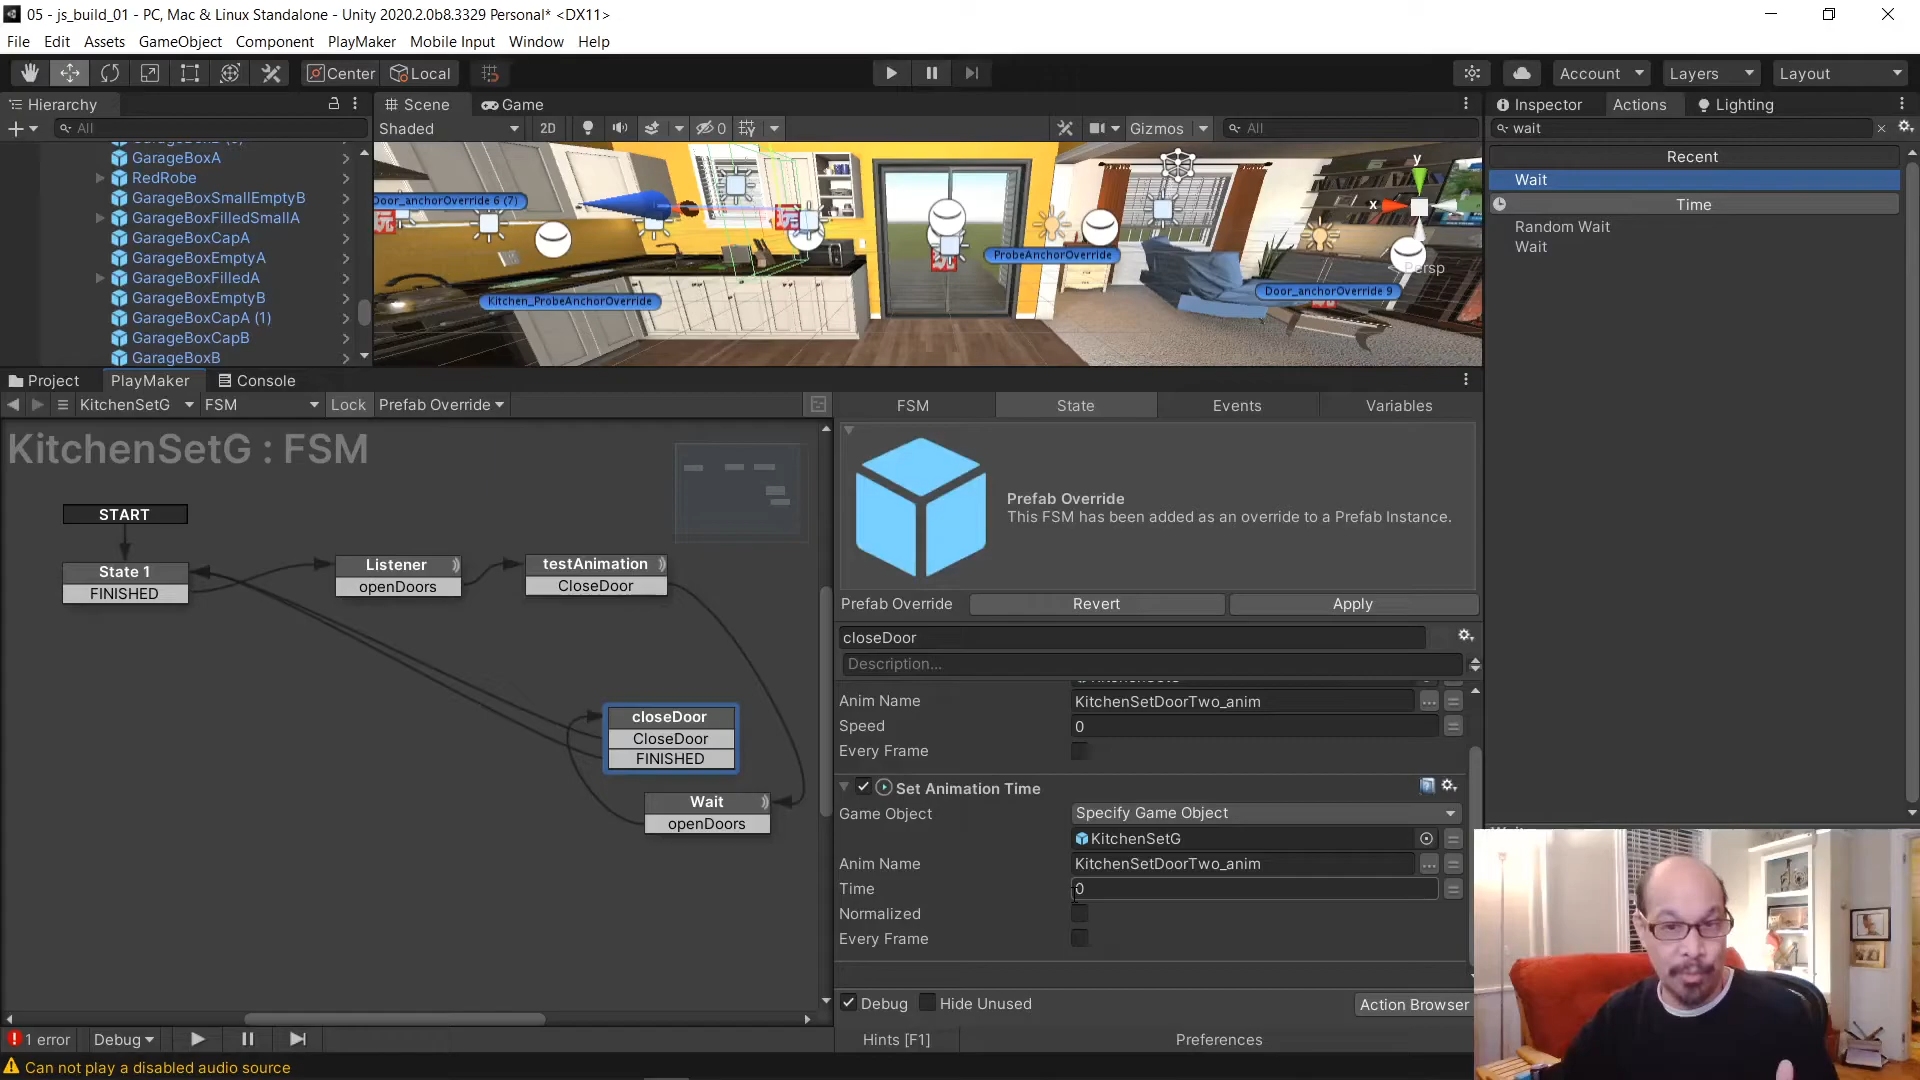 05 - js_build_01 - PC, Mac & Linux Standalone - Unity 2020.2.0b8.3329 Personal* <DX11>
File Edit Assets GameObject Component PlayMaker Mobile Input Window Help
Center Local Account Layers Layout
Hierarchy
All
GarageBoxA
RedRobe
GarageBoxSmallEmptyB
GarageBoxFilledSmallA
GarageBoxCapA
GarageBoxEmptyA
GarageBoxFilledA
GarageBoxEmptyB
GarageBoxCapA (1)
GarageBoxCapB
GarageBoxB
Scene Game
Shaded 2D 0 Gizmos All
Door_anchorOverride 6 (7)
Kitchen_ProbeAnchorOverride
ProbeAnchorOverride
Door_anchorOverride 9
y
x
Persp
Inspector Actions Lighting
wait
Recent
Wait
Time
Random Wait
Wait
Project PlayMaker Console
KitchenSetG FSM Lock Prefab Override
KitchenSetG : FSM
START
State 1
FINISHED
Listener
openDoors
testAnimation
CloseDoor
closeDoor
CloseDoor
FINISHED
Wait
openDoors
FSM State Events Variables
Prefab Override
This FSM has been added as an override to a Prefab Instance.
Prefab Override Revert Apply
closeDoor
Description...
Anim Name KitchenSetDoorTwo_anim
Speed 0
Every Frame
Set Animation Time
Game Object Specify Game Object
KitchenSetG
Anim Name KitchenSetDoorTwo_anim
Time 0
Normalized
Every Frame
Debug Hide Unused Action Browser
1 error Debug Hints [F1] Preferences
Can not play a disabled audio source